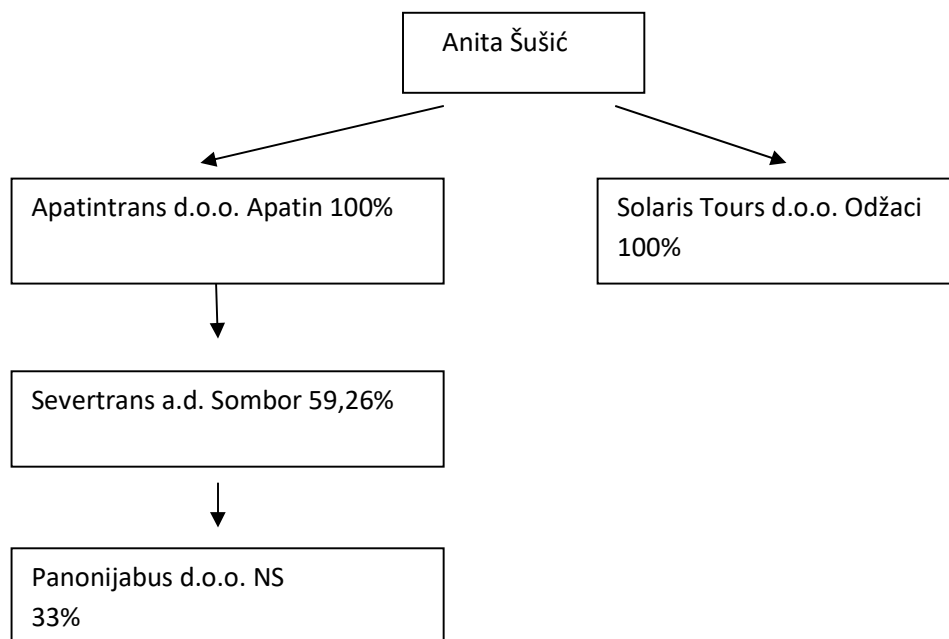 Anita Šušić
Apatintrans d.o.o. Apatin 100%
Solaris Tours d.o.o. Odžaci
100%
Severtrans a.d. Sombor 59,26%
Panonijabus d.o.o. NS
33%